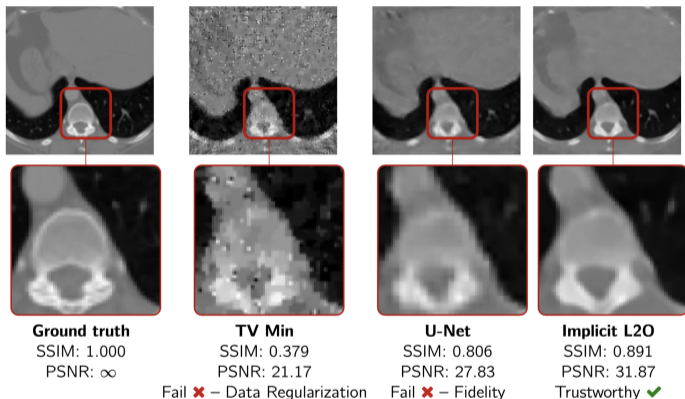 Ground truth
SSIM: 1.000
PSNR: ∞
TV Min
SSIM: 0.379
PSNR: 21.17
Fail ✖ – Data Regularization
U-Net
SSIM: 0.806
PSNR: 27.83
Fail ✖ – Fidelity
Implicit L2O
SSIM: 0.891
PSNR: 31.87
Trustworthy ✔